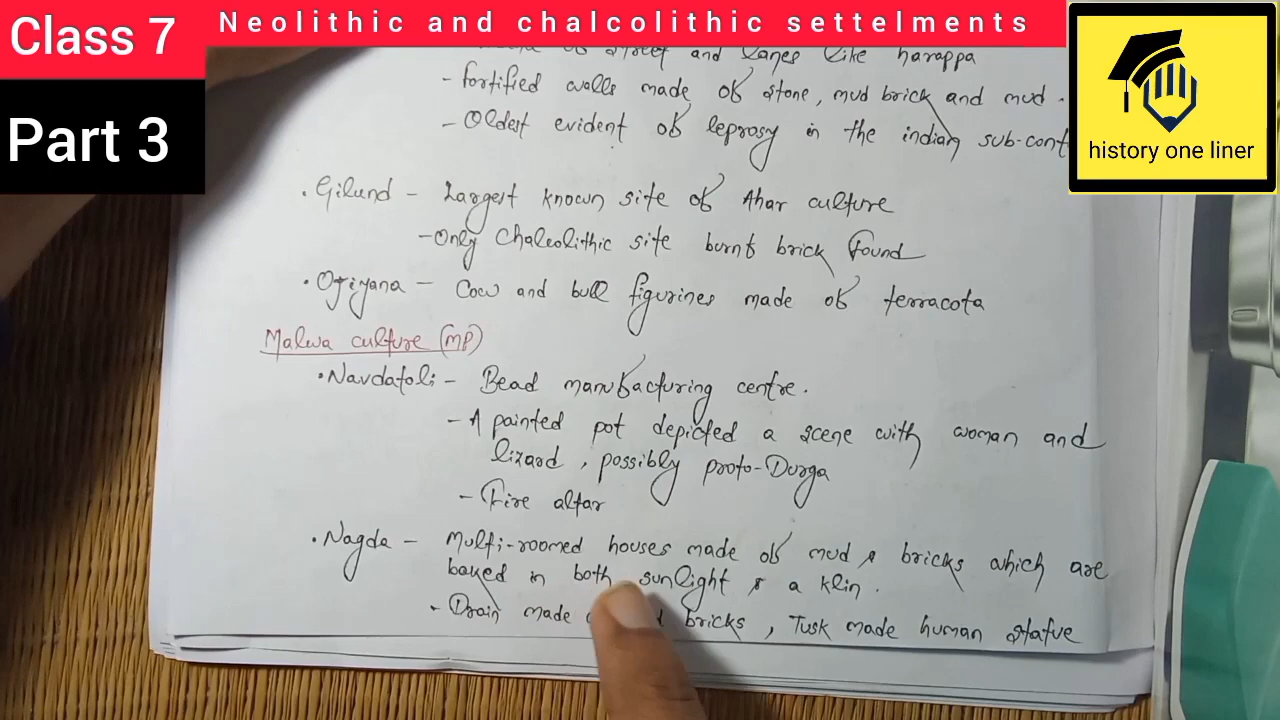 Class 7
Neolithic and chalcolithic settelments
Part 3
history one liner
of street and lanes like harappa
- fortified walls made of stone, mud brick and mud.
- Oldest evident of leprosy in the indian sub-cont
. Gilund - Largest known site of Ahar culture
- Only Chalcolithic site burnt brick found
. Ojiyana - Cow and bull figurines made of terracota
Malwa culture (MP)
. Navdatoli - Bead manufacturing centre.
- A painted pot depicted a scene with woman and
lizard, possibly proto-Durga
- Fire altar
. Nagda - Multi-roomed houses made of mud & bricks which are
baked in both sunlight & a klin.
- Drain made bricks, Tusk made human statue